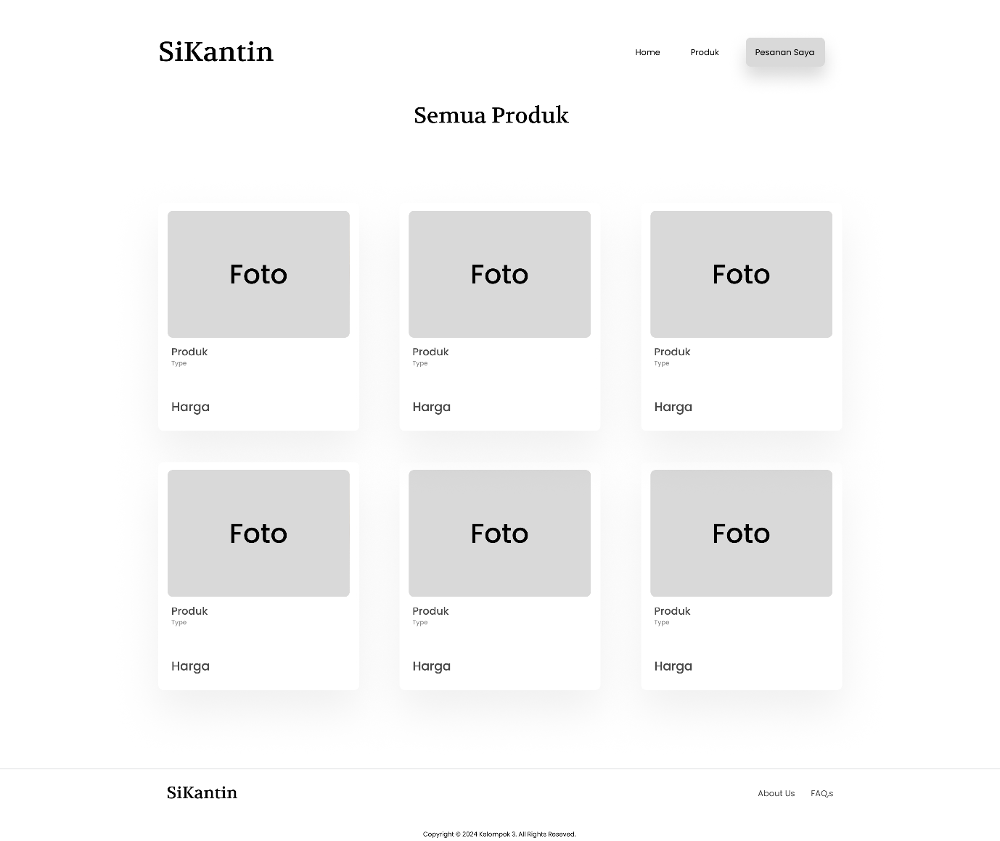 SiKantin
Home Produk Pesanan Saya
Semua Produk
Foto Foto Foto
Produk Produk Produk
Type Type Type
Harga Harga Harga
Foto Foto Foto
Produk Produk Produk
Type Type Type
Harga Harga Harga
SiKantin
About Us FAQ,s
Copyright © 2024 Kelompok 3. All Rights Reseved.